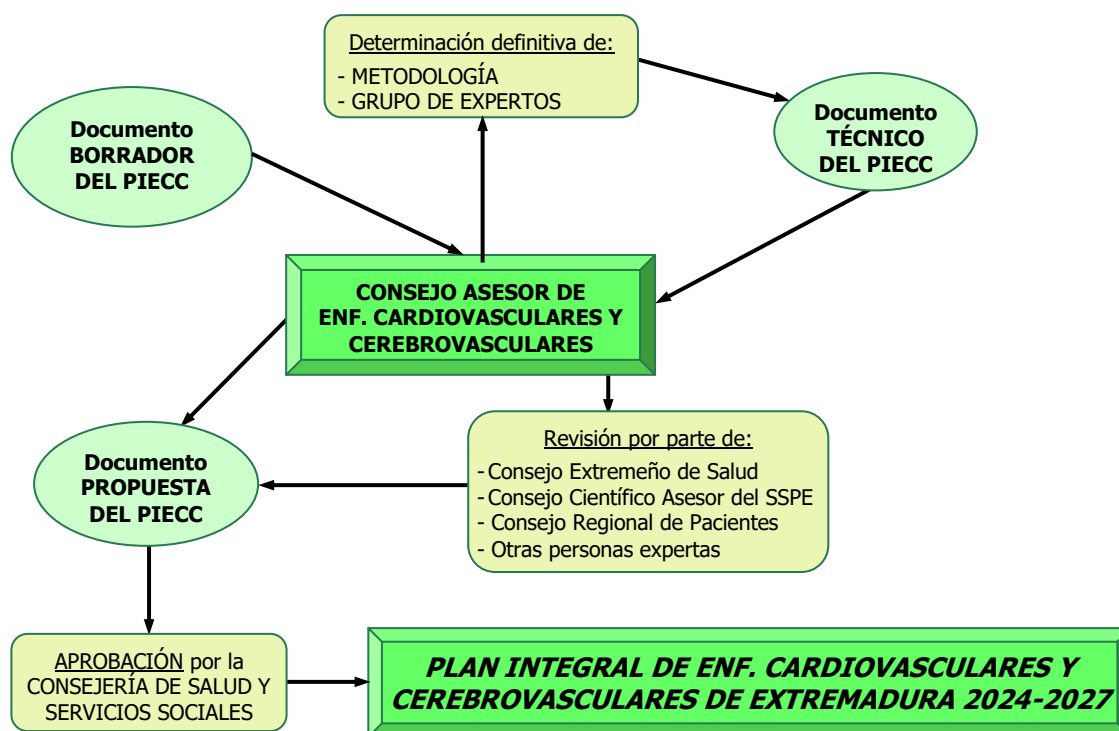 Determinación definitiva de:
- METODOLOGÍA
- GRUPO DE EXPERTOS
Documento
BORRADOR
DEL PIECC
Documento
TÉCNICO
DEL PIECC
CONSEJO ASESOR DE
ENF. CARDIOVASCULARES Y
CEREBROVASCULARES
Revisión por parte de:
- Consejo Extremeño de Salud
- Consejo Científico Asesor del SSPE
- Consejo Regional de Pacientes
- Otras personas expertas
Documento
PROPUESTA
DEL PIECC
APROBACIÓN por la
CONSEJERÍA DE SALUD Y
SERVICIOS SOCIALES
PLAN INTEGRAL DE ENF. CARDIOVASCULARES Y
CEREBROVASCULARES DE EXTREMADURA 2024-2027